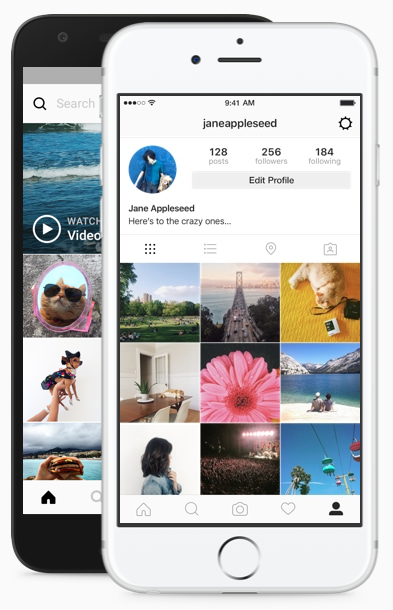 Search
WATCH
Video
9:41 AM
janeappleseed
128
posts
256
followers
184
following
Edit Profile
Jane Appleseed
Here's to the crazy ones...